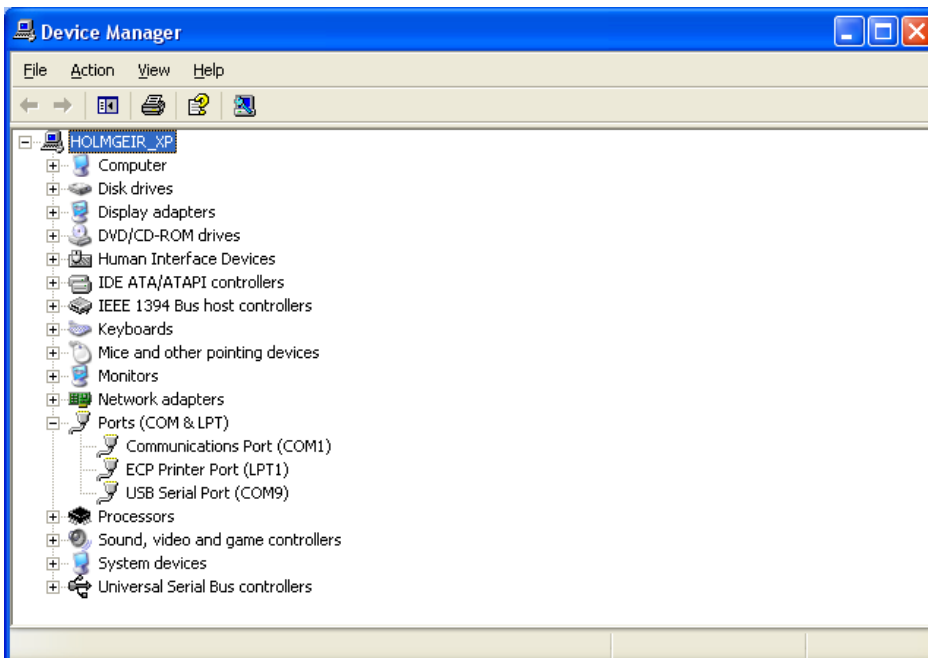 Device Manager
File Action View Help
HOLMGEIR_XP
Computer
Disk drives
Display adapters
DVD/CD-ROM drives
Human Interface Devices
IDE ATA/ATAPI controllers
IEEE 1394 Bus host controllers
Keyboards
Mice and other pointing devices
Monitors
Network adapters
Ports (COM & LPT)
Communications Port (COM1)
ECP Printer Port (LPT1)
USB Serial Port (COM9)
Processors
Sound, video and game controllers
System devices
Universal Serial Bus controllers